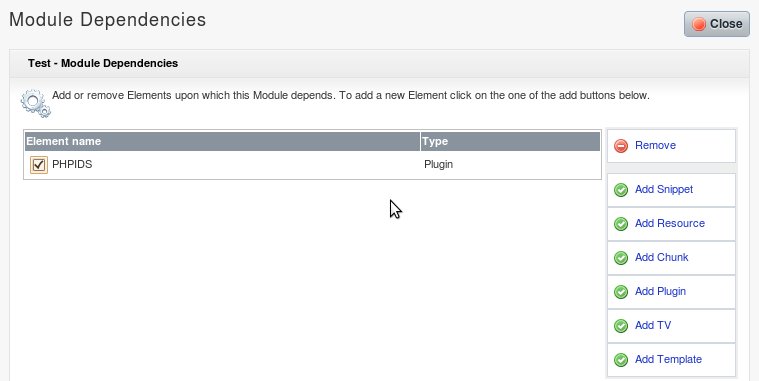 Module Dependencies
Close
Test - Module Dependencies
Add or remove Elements upon which this Module depends. To add a new Element click on the one of the add buttons below.
Element name Type
PHPIDS Plugin
Remove
Add Snippet
Add Resource
Add Chunk
Add Plugin
Add TV
Add Template